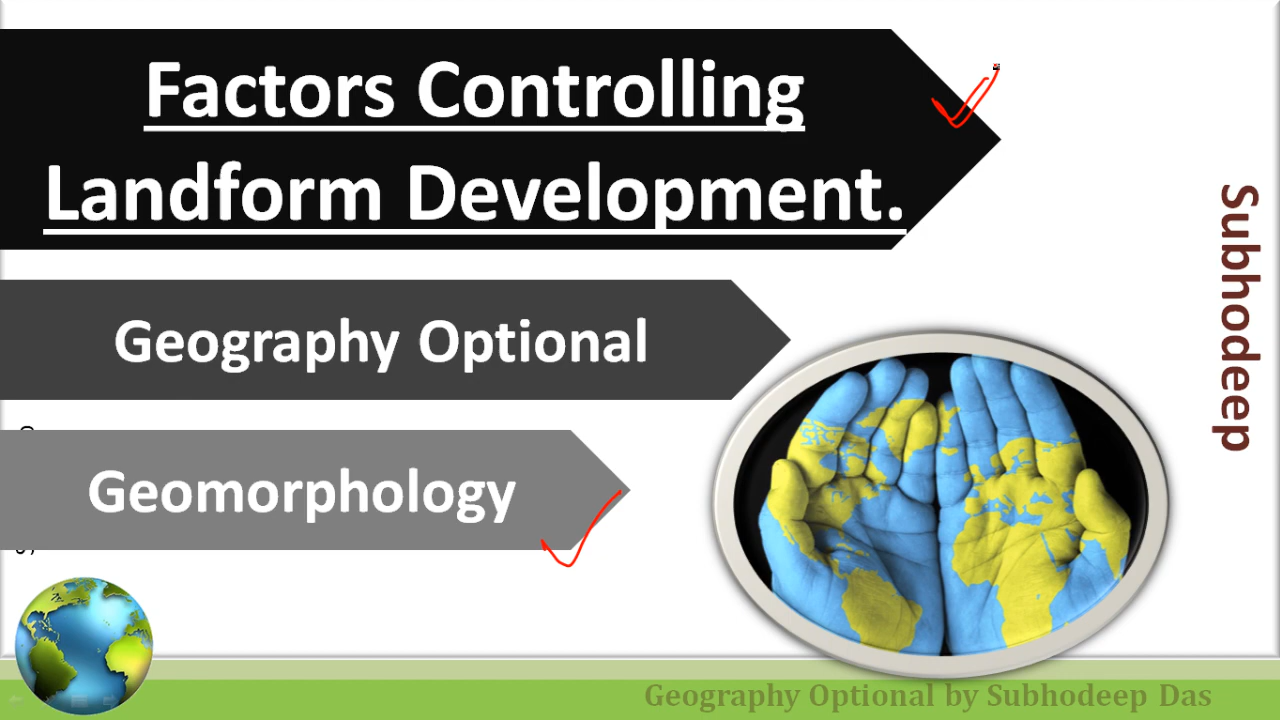 Factors Controlling
Landform Development.
Geography Optional
Geomorphology
Subhodeep
Geography Optional by Subhodeep Das